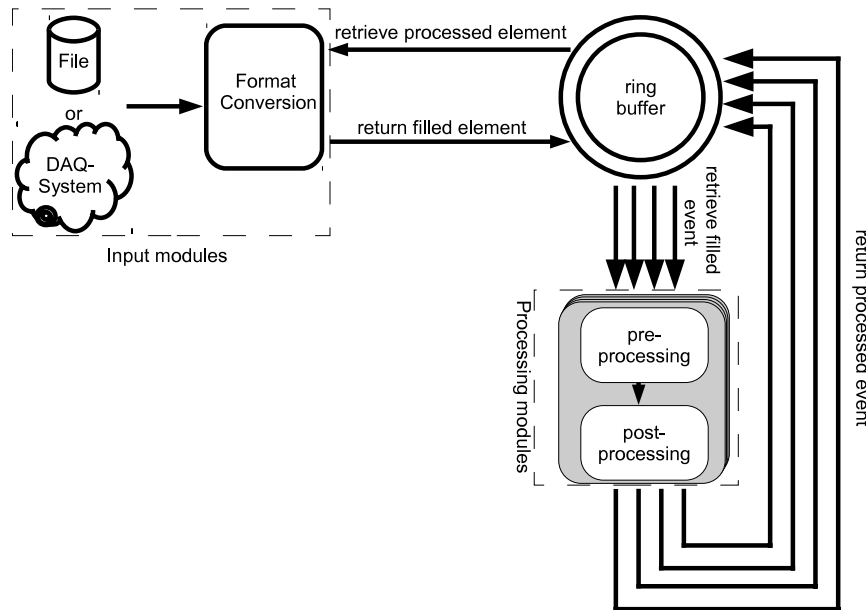 File
or
DAQ-
System
Format
Conversion
Input modules
retrieve processed element
return filled element
ring
buffer
retrieve filled
event
Processing modules
pre-
processing
post-
processing
return processed event